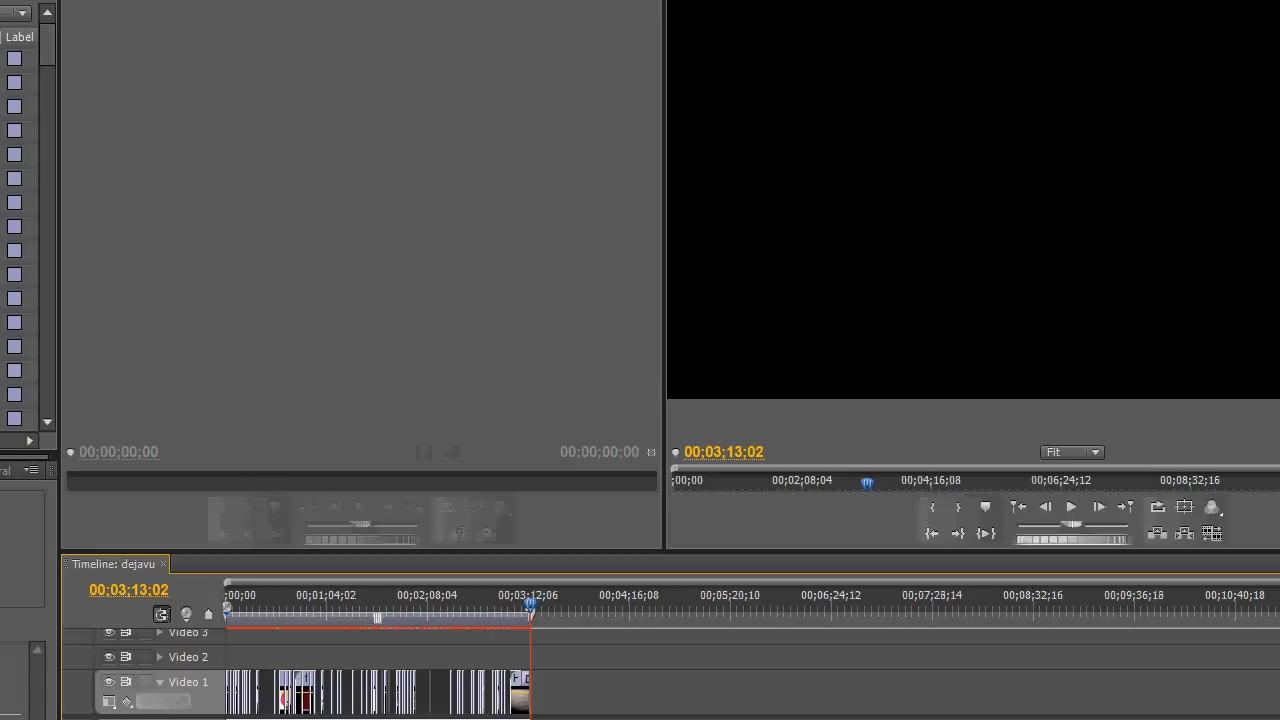 Label
00;00;00;00 00;00;00;00
00;03;13;02 Fit
;00;00 00;02;08;04 00;04;16;08 00;06;24;12 00;08;32;16
Timeline: dejavu ×
00;03;13;02
;00;00 00;01;04;02 00;02;08;04 00;03;12;06 00;04;16;08 00;05;20;10 00;06;24;12 00;07;28;14 00;08;32;16 00;09;36;18 00;10;40;18
Video 3
Video 2
Video 1